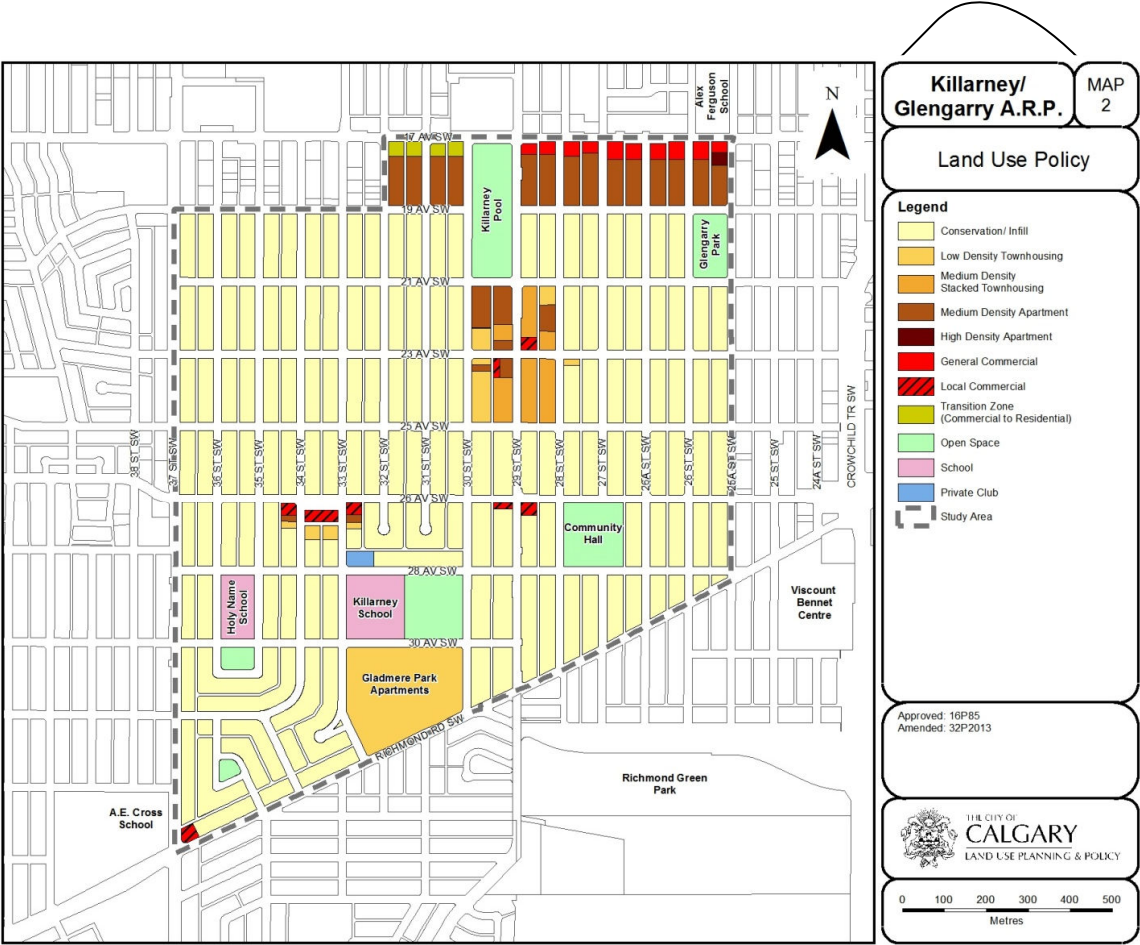 Killarney/
Glengarry A.R.P.
MAP
2
Land Use Policy
Legend
Conservation/ Infill
Low Density Townhousing
Medium Density
Stacked Townhousing
Medium Density Apartment
High Density Apartment
General Commercial
Local Commercial
Transition Zone
(Commercial to Residential)
Open Space
School
Private Club
Study Area
Approved: 16P85
Amended: 32P2013
THE CITY OF
CALGARY
LAND USE PLANNING & POLICY
0 100 200 300 400 500
Metres
N
Alex
Ferguson
School
17 AV SW
Killarney
Pool
19 AV SW
Glengarry
Park
21 AV SW
23 AV SW
25 AV SW
38 ST SW
37 ST SW
36 ST SW
35 ST SW
34 ST SW
33 ST SW
32 ST SW
31 ST SW
30 ST SW
29 ST SW
28 ST SW
27 ST SW
26A ST SW
26 ST SW
25A ST SW
25 ST SW
24A ST SW
CROWCHILD TR SW
26 AV SW
Community
Hall
28 AV SW
Holy Name
School
Killarney
School
Viscount
Bennet
Centre
30 AV SW
Gladmere Park
Apartments
RICHMOND RD SW
Richmond Green
Park
A.E. Cross
School